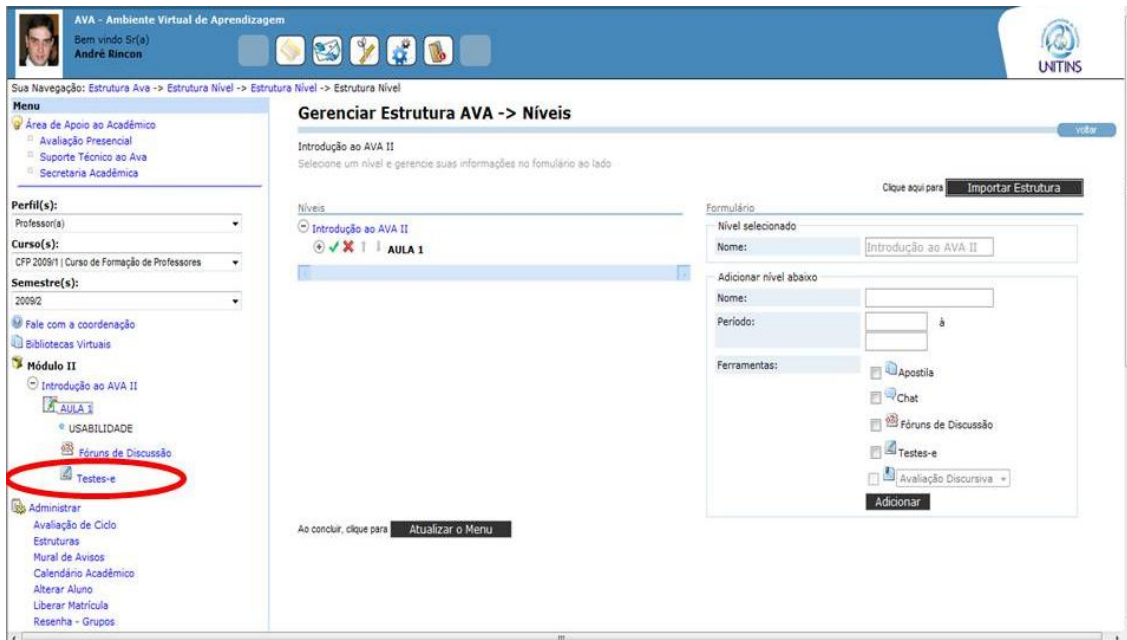 AVA - Ambiente Virtual de Aprendizagem
Bem vindo Sr(a)
André Rincon
UNITINS
Sua Navegação: Estrutura Ava -> Estrutura Nível -> Estrutura Nível -> Estrutura Nível
Menu
Área de Apoio ao Acadêmico
Avaliação Presencial
Suporte Técnico ao Ava
Secretaria Acadêmica
Perfil(s):
Professor(a)
Curso(s):
CFP 2009/1 | Curso de Formação de Professores
Semestre(s):
2009/2
Fale com a coordenação
Bibliotecas Virtuais
Módulo II
Introdução ao AVA II
AULA 1
USABILIDADE
Fóruns de Discussão
Testes-e
Administrar
Avaliação de Ciclo
Estruturas
Mural de Avisos
Calendário Acadêmico
Alterar Aluno
Liberar Matrícula
Resenha - Grupos
Gerenciar Estrutura AVA -> Níveis
voltar
Introdução ao AVA II
Selecione um nível e gerencie suas informações no fomulário ao lado
Clique aqui para Importar Estrutura
Níveis
Introdução ao AVA II
AULA 1
Ao concluir, clique para Atualizar o Menu
Formulário
Nível selecionado
Nome: Introdução ao AVA II
Adicionar nível abaixo
Nome:
Período: à
Ferramentas:
Apostila
Chat
Fóruns de Discussão
Testes-e
Avaliação Discursiva
Adicionar